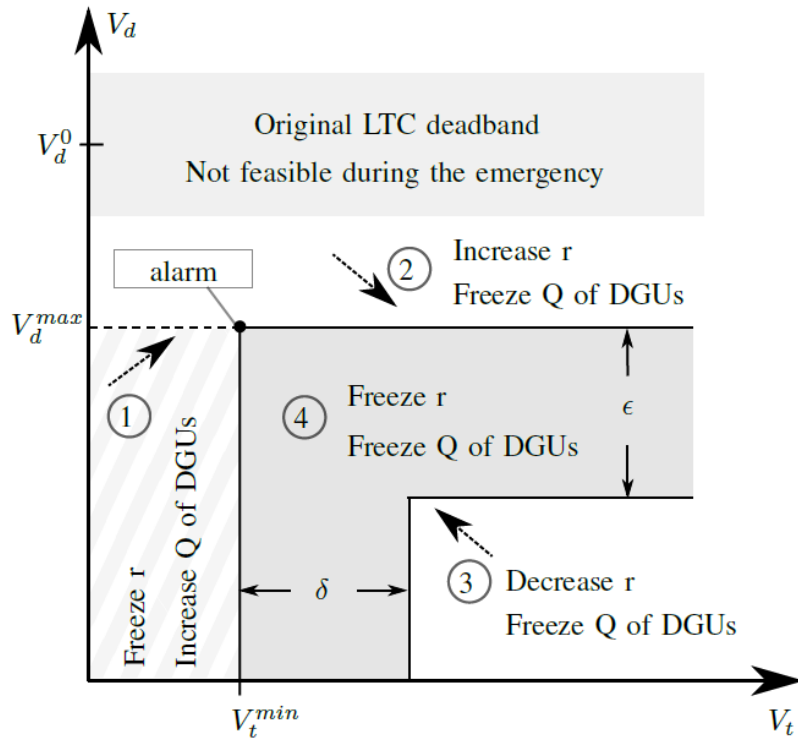 V_d
Original LTC deadband
V_d^0
Not feasible during the emergency
2
Increase r
Freeze Q of DGUs
alarm
V_d^{max}
1
Freeze r
Increase Q of DGUs
4
Freeze r
Freeze Q of DGUs
ϵ
δ
3
Decrease r
Freeze Q of DGUs
V_t^{min}
V_t